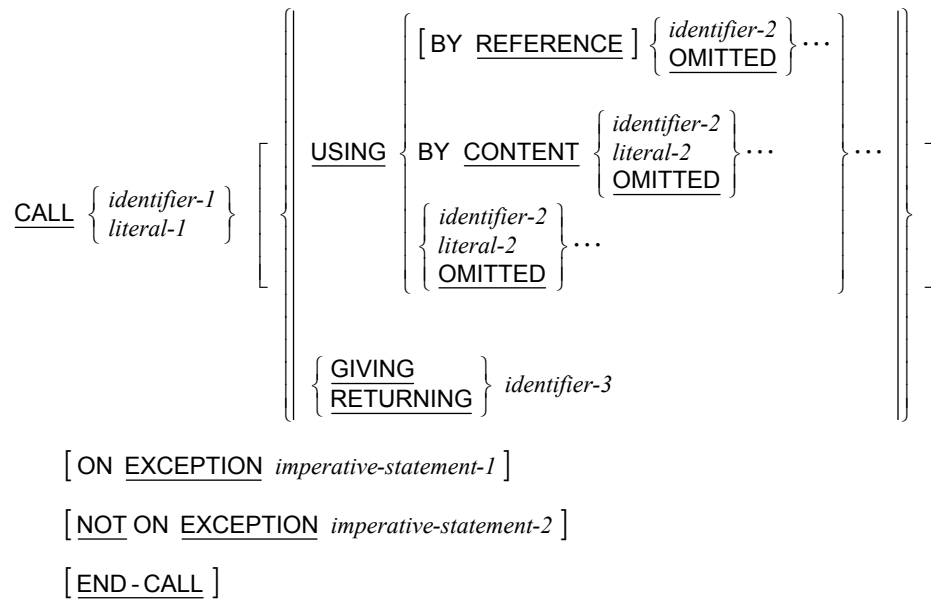 [ BY REFERENCE ] { identifier-2
OMITTED } ...
USING
BY CONTENT { identifier-2
literal-2
OMITTED } ...
...
CALL { identifier-1
literal-1 }
{ identifier-2
literal-2
OMITTED } ...
{ GIVING
RETURNING } identifier-3
[ ON EXCEPTION imperative-statement-1 ]
[ NOT ON EXCEPTION imperative-statement-2 ]
[ END-CALL ]